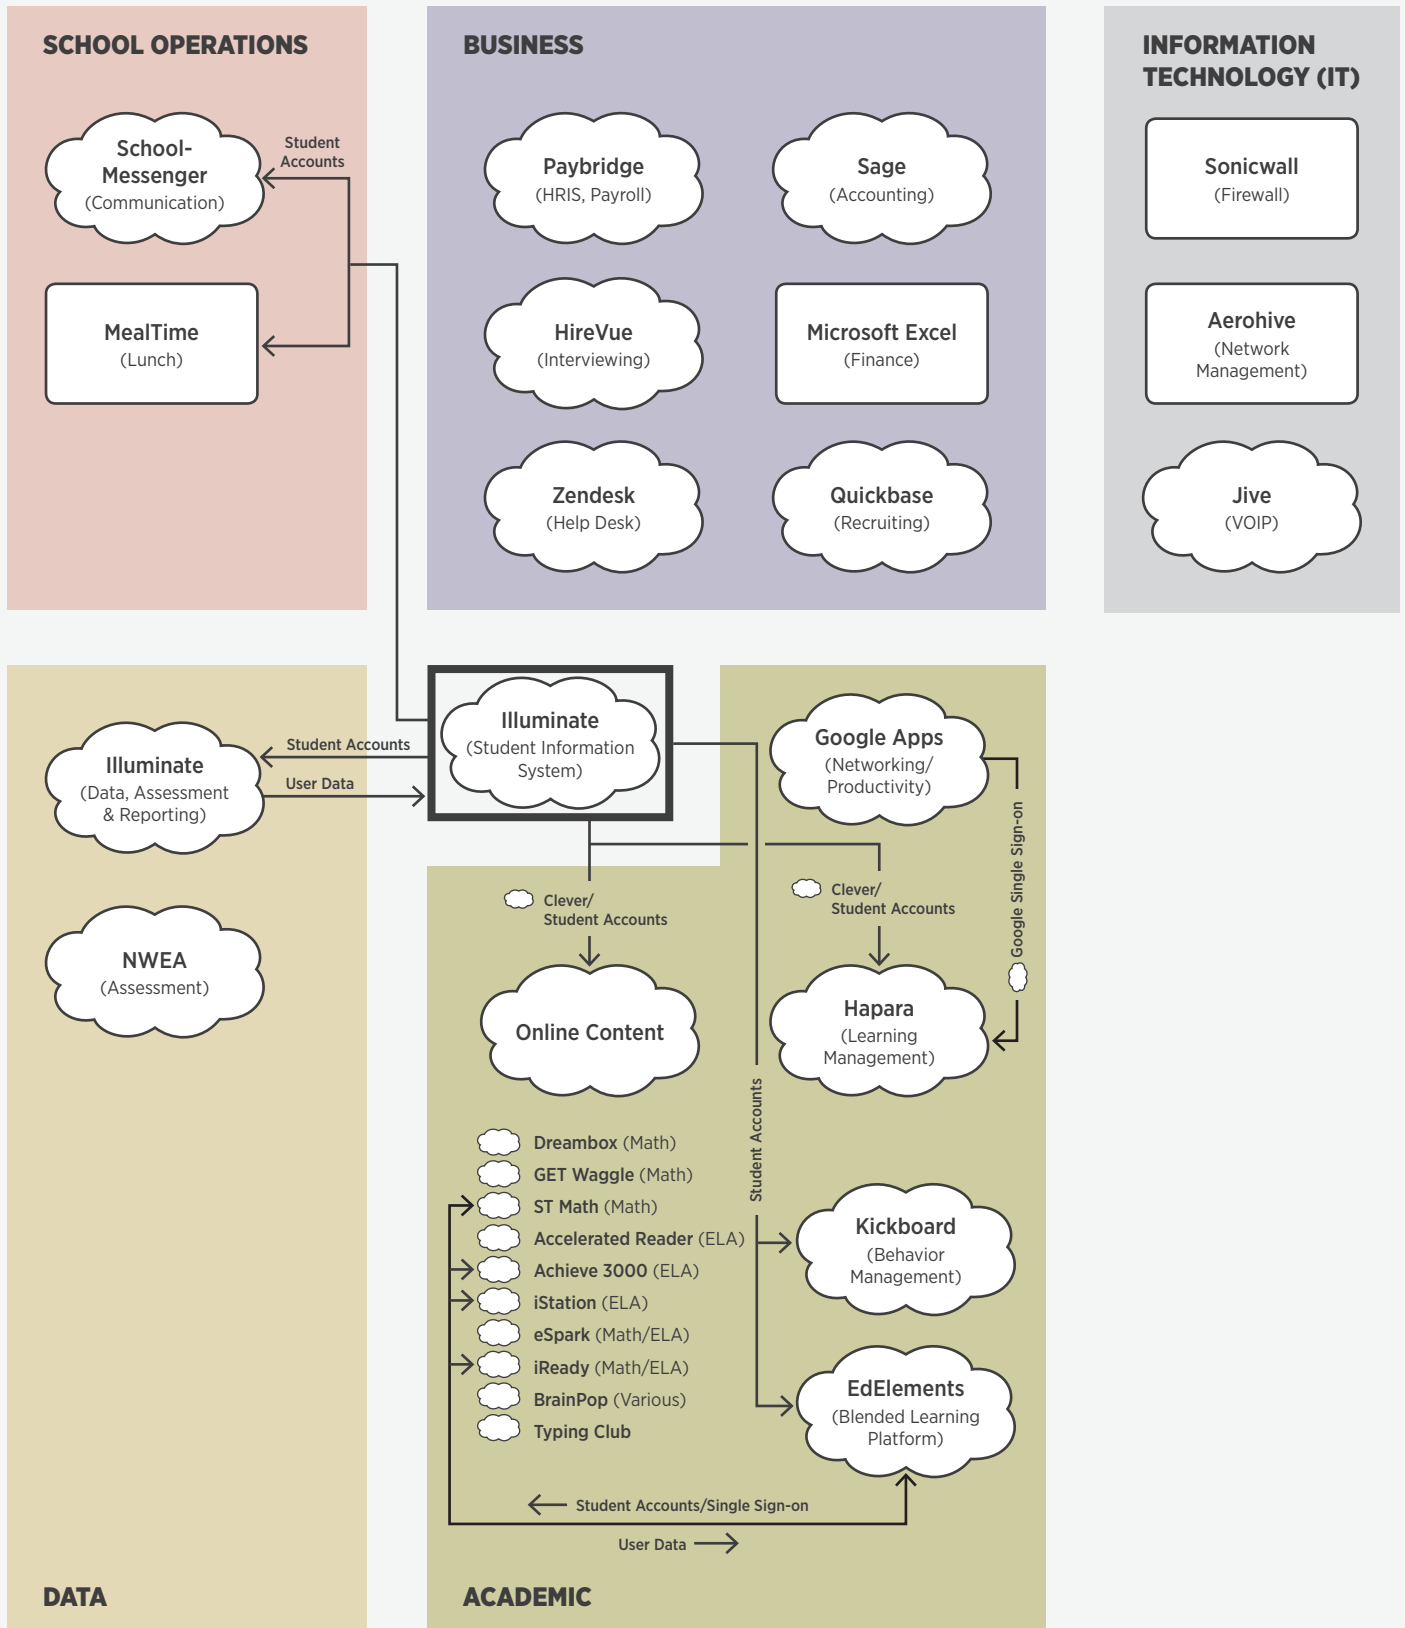 SCHOOL OPERATIONS
School-
Messenger
(Communication)
Student
Accounts
MealTime
(Lunch)
BUSINESS
Paybridge
(HRIS, Payroll)
Sage
(Accounting)
HireVue
(Interviewing)
Microsoft Excel
(Finance)
Zendesk
(Help Desk)
Quickbase
(Recruiting)
INFORMATION
TECHNOLOGY (IT)
Sonicwall
(Firewall)
Aerohive
(Network
Management)
Jive
(VOIP)
Illuminate
(Data, Assessment
& Reporting)
Student Accounts
User Data
NWEA
(Assessment)
DATA
Illuminate
(Student Information
System)
Google Apps
(Networking/
Productivity)
Google Single Sign-on
Clever/
Student Accounts
Clever/
Student Accounts
Online Content
Hapara
(Learning
Management)
Student Accounts
Dreambox (Math)
GET Waggle (Math)
ST Math (Math)
Accelerated Reader (ELA)
Achieve 3000 (ELA)
iStation (ELA)
eSpark (Math/ELA)
iReady (Math/ELA)
BrainPop (Various)
Typing Club
Kickboard
(Behavior
Management)
EdElements
(Blended Learning
Platform)
Student Accounts/Single Sign-on
User Data
ACADEMIC